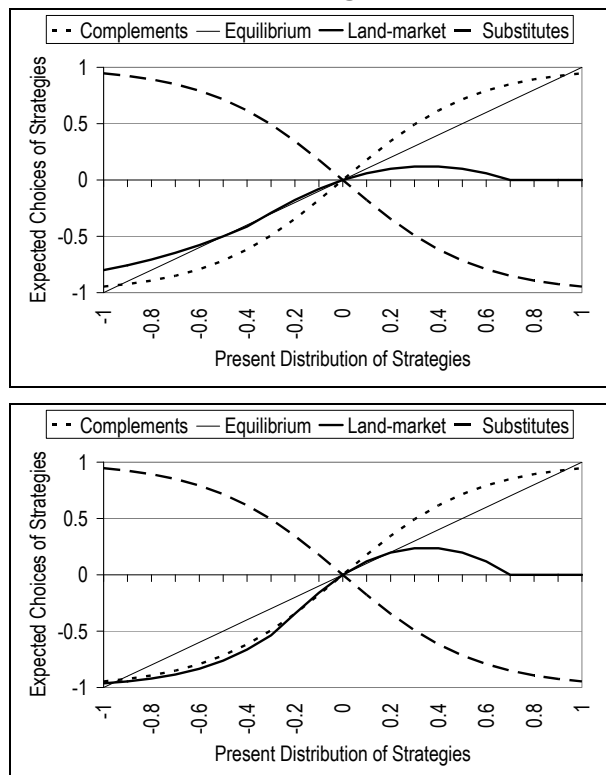 Complements Equilibrium Land-market Substitutes
Expected Choices of Strategies
1
0.5
0
-0.5
-1
-1 -0.8 -0.6 -0.4 -0.2 0 0.2 0.4 0.6 0.8 1
Present Distribution of Strategies
Complements Equilibrium Land-market Substitutes
Expected Choices of Strategies
1
0.5
0
-0.5
-1
-1 -0.8 -0.6 -0.4 -0.2 0 0.2 0.4 0.6 0.8 1
Present Distribution of Strategies